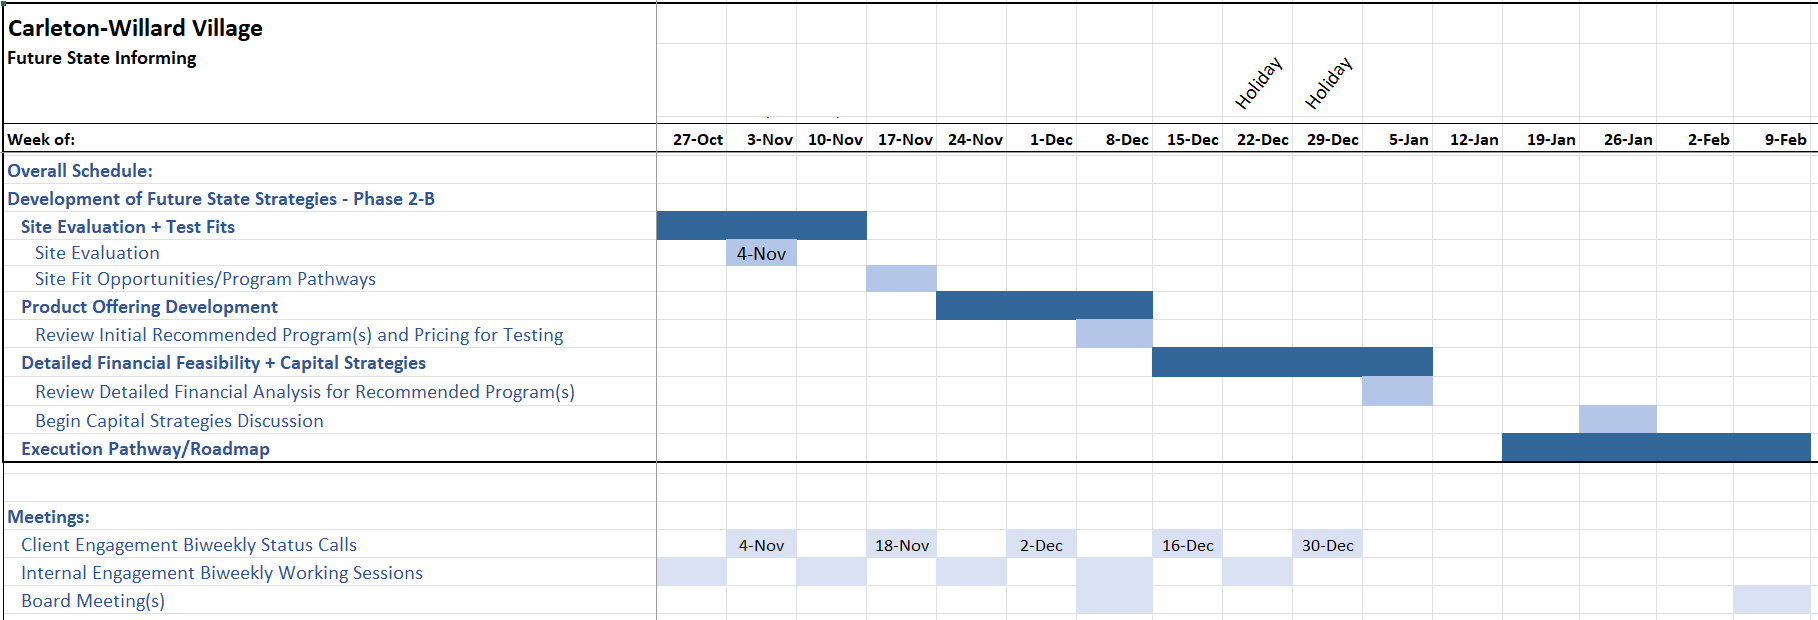 Carleton-Willard Village
Future State Informing
Holiday Holiday
Week of: 27-Oct 3-Nov 10-Nov 17-Nov 24-Nov 1-Dec 8-Dec 15-Dec 22-Dec 29-Dec 5-Jan 12-Jan 19-Jan 26-Jan 2-Feb 9-Feb
Overall Schedule:
Development of Future State Strategies - Phase 2-B
Site Evaluation + Test Fits
Site Evaluation 4-Nov
Site Fit Opportunities/Program Pathways
Product Offering Development
Review Initial Recommended Program(s) and Pricing for Testing
Detailed Financial Feasibility + Capital Strategies
Review Detailed Financial Analysis for Recommended Program(s)
Begin Capital Strategies Discussion
Execution Pathway/Roadmap
Meetings:
Client Engagement Biweekly Status Calls 4-Nov 18-Nov 2-Dec 16-Dec 30-Dec
Internal Engagement Biweekly Working Sessions
Board Meeting(s)